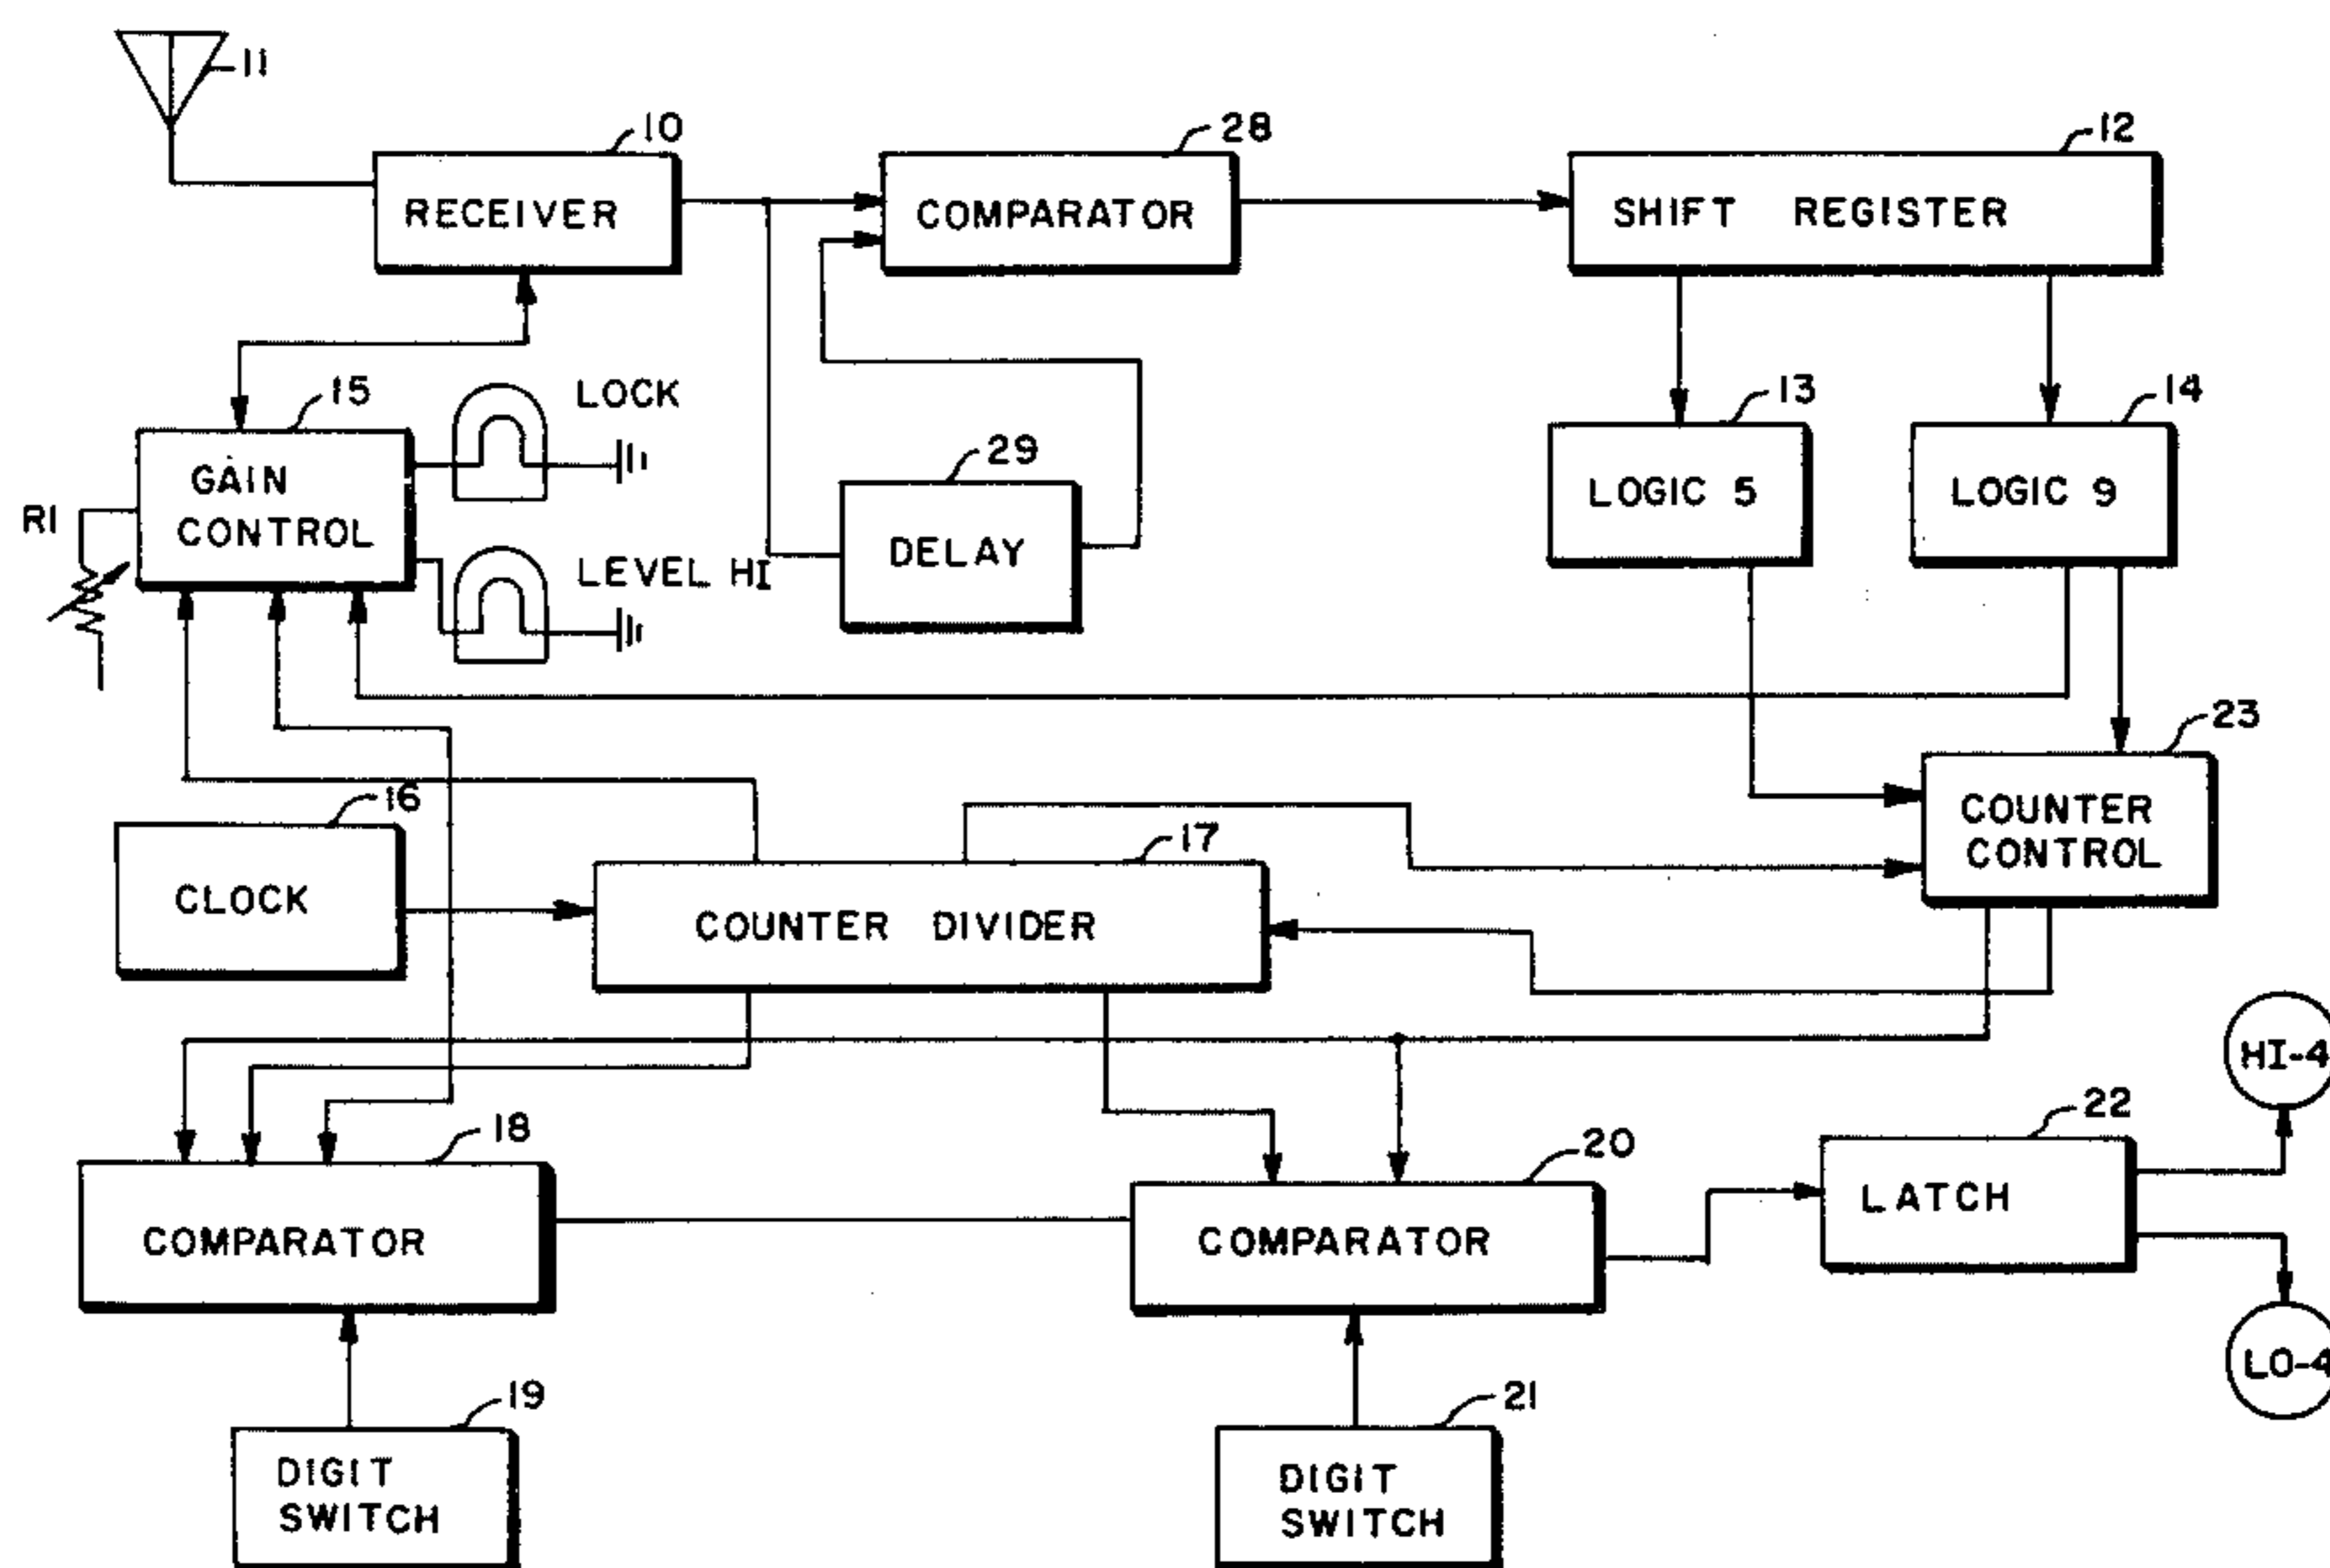 11
10
RECEIVER
28
COMPARATOR
12
SHIFT REGISTER
15
GAIN
CONTROL
R1
LOCK
LEVEL HI
29
DELAY
13
LOGIC 5
14
LOGIC 9
23
COUNTER
CONTROL
16
CLOCK
17
COUNTER DIVIDER
18
COMPARATOR
20
COMPARATOR
22
LATCH
HI-4
LO-4
19
DIGIT
SWITCH
21
DIGIT
SWITCH